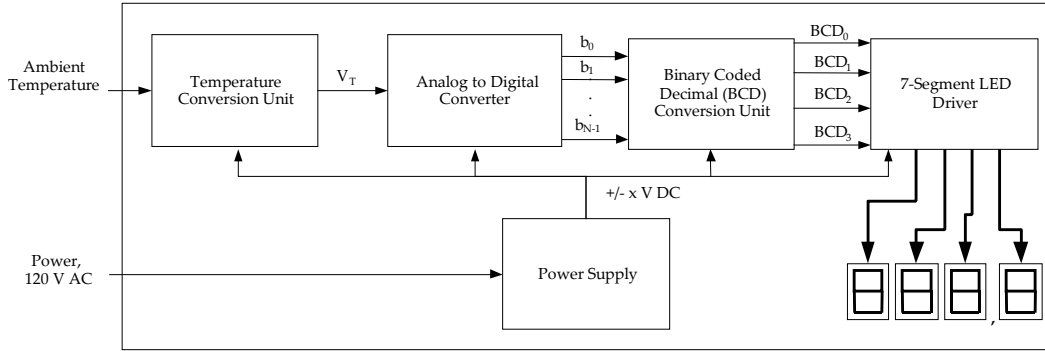 Ambient
Temperature
Temperature
Conversion Unit
V_T
Analog to Digital
Converter
b_0
b_1
.
.
.
b_{N-1}
Binary Coded
Decimal (BCD)
Conversion Unit
BCD_0
BCD_1
BCD_2
BCD_3
7-Segment LED
Driver
+/- x V DC
Power,
120 V AC
Power Supply
,